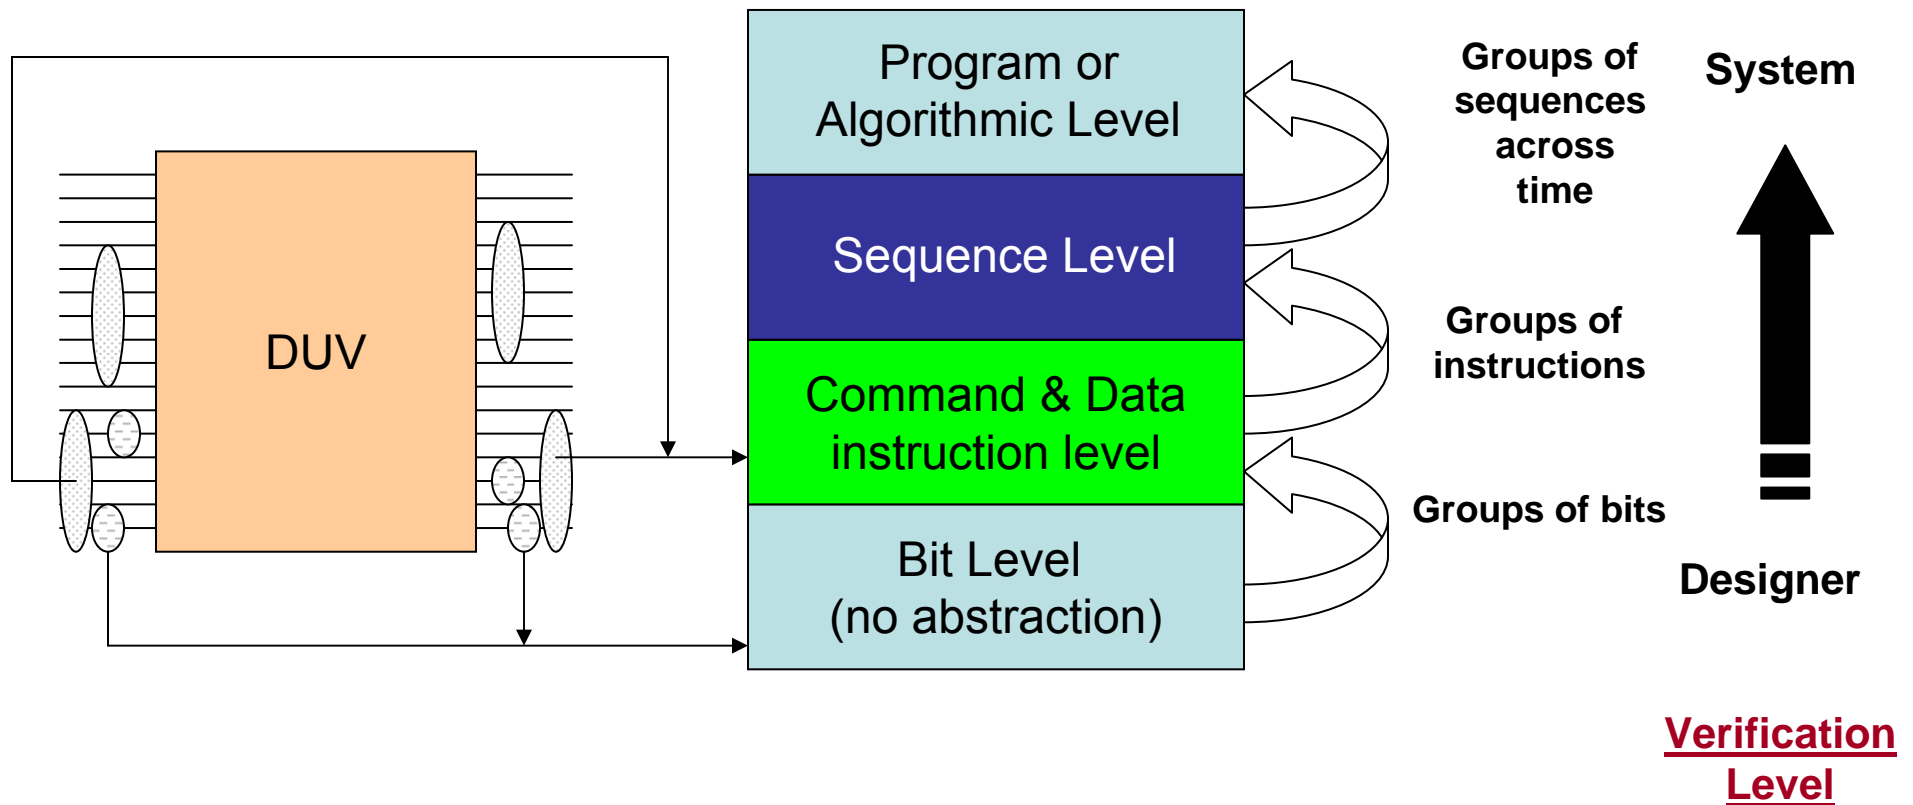 DUV
Program or
Algorithmic Level
Sequence Level
Command & Data
instruction level
Bit Level
(no abstraction)
Groups of
sequences
across
time
Groups of
instructions
Groups of bits
System
Designer
Verification
Level